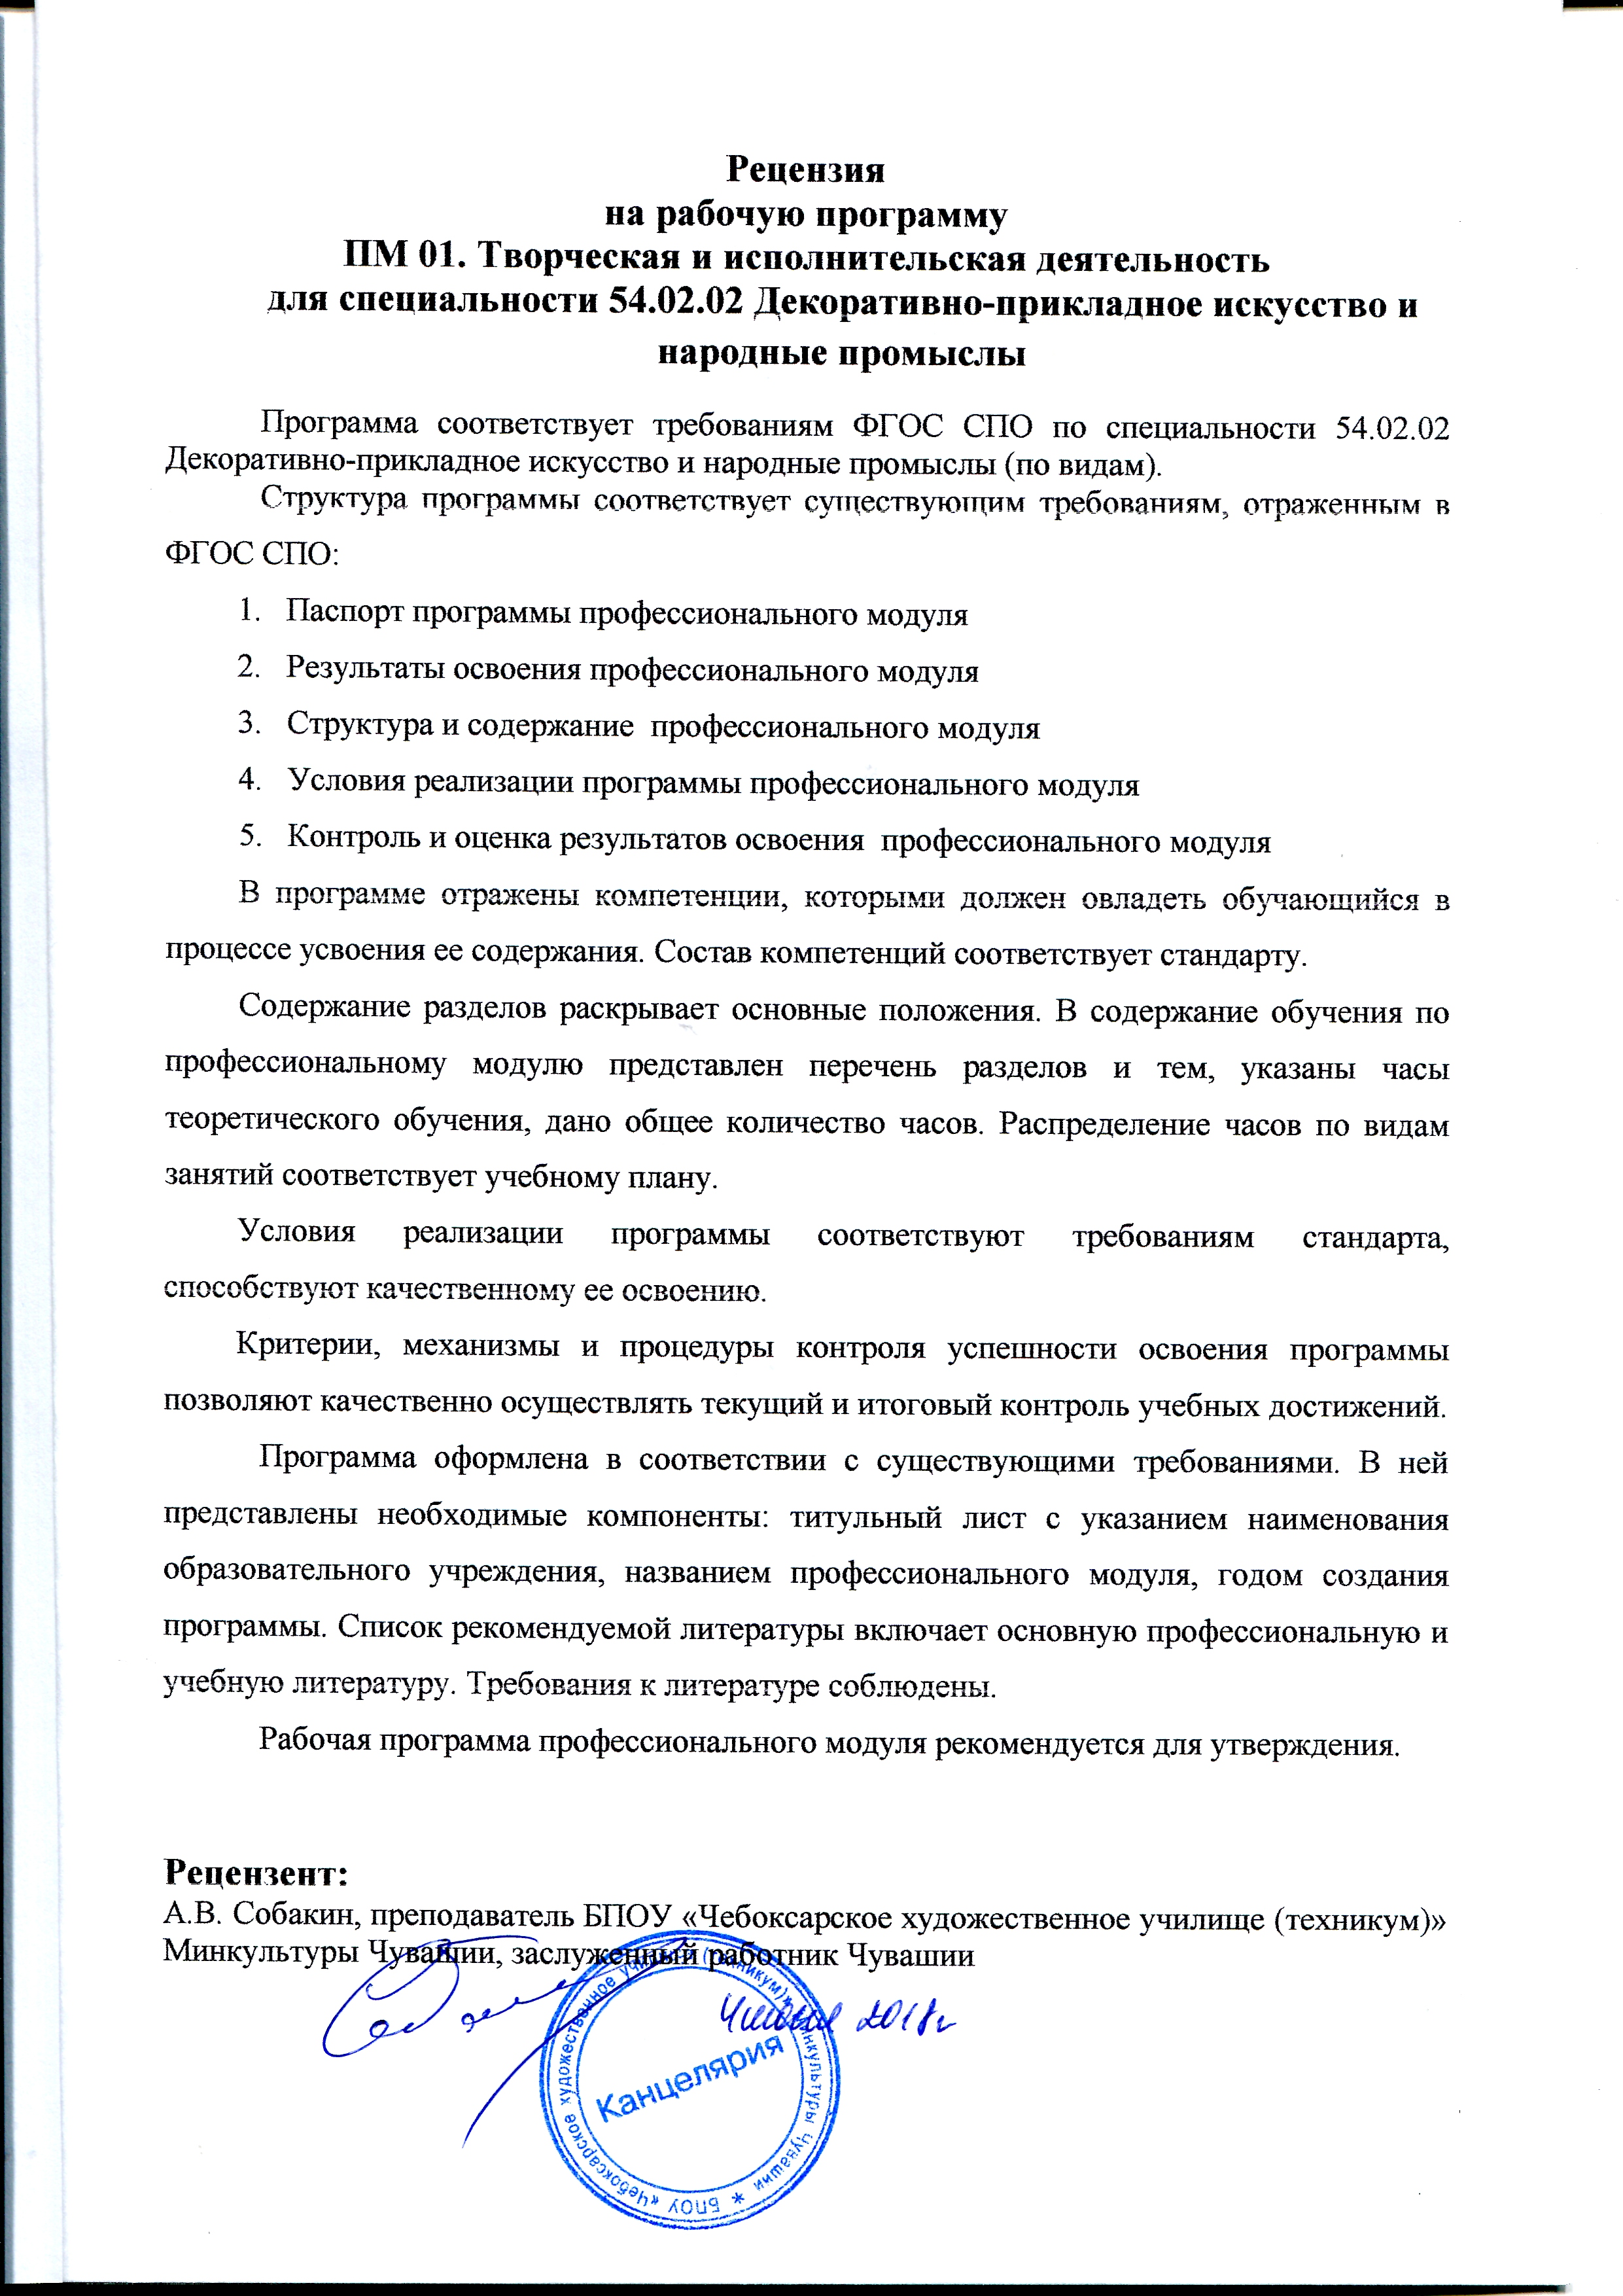 Рецензия
на рабочую программу
ПМ 01. Творческая и исполнительская деятельность
для специальности 54.02.02 Декоративно-прикладное искусство и
народные промыслы
Программа соответствует требованиям ФГОС СПО по специальности 54.02.02
Декоративно-прикладное искусство и народные промыслы (по видам).
Структура программы соответствует существующим требованиям, отраженным в
ФГОС СПО:
1. Паспорт программы профессионального модуля
2. Результаты освоения профессионального модуля
3. Структура и содержание профессионального модуля
4. Условия реализации программы профессионального модуля
5. Контроль и оценка результатов освоения профессионального модуля
В программе отражены компетенции, которыми должен овладеть обучающийся в
процессе усвоения ее содержания. Состав компетенций соответствует стандарту.
Содержание разделов раскрывает основные положения. В содержание обучения по
профессиональному модулю представлен перечень разделов и тем, указаны часы
теоретического обучения, дано общее количество часов. Распределение часов по видам
занятий соответствует учебному плану.
Условия реализации программы соответствуют требованиям стандарта,
способствуют качественному ее освоению.
Критерии, механизмы и процедуры контроля успешности освоения программы
позволяют качественно осуществлять текущий и итоговый контроль учебных достижений.
Программа оформлена в соответствии с существующими требованиями. В ней
представлены необходимые компоненты: титульный лист с указанием наименования
образовательного учреждения, названием профессионального модуля, годом создания
программы. Список рекомендуемой литературы включает основную профессиональную и
учебную литературу. Требования к литературе соблюдены.
Рабочая программа профессионального модуля рекомендуется для утверждения.
Рецензент:
А.В. Собакин, преподаватель БПОУ «Чебоксарское художественное училище (техникум)»
Минкультуры Чувашии, заслуженный работник Чувашии
4 июня 2018 г
БПОУ «Чебоксарское художественное училище (техникум)» Минкультуры Чувашии *
Канцелярия